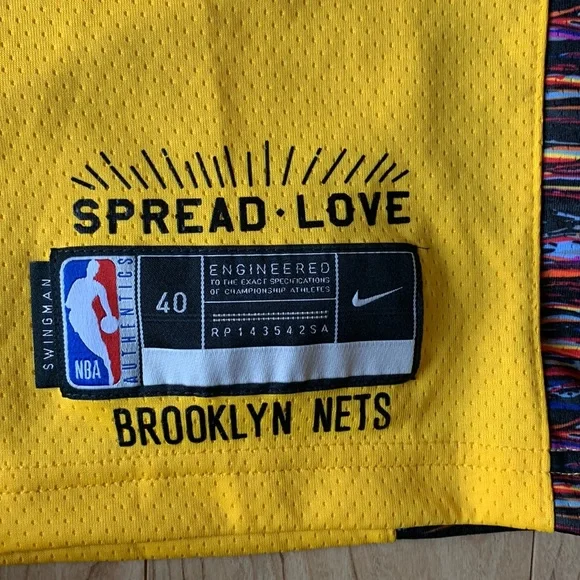 SPREAD · LOVE
SWINGMAN
NBA
AUTHENTICS
40
ENGINEERED
TO THE EXACT SPECIFICATIONS
OF CHAMPIONSHIP ATHLETES
RP143542SA
BROOKLYN NETS